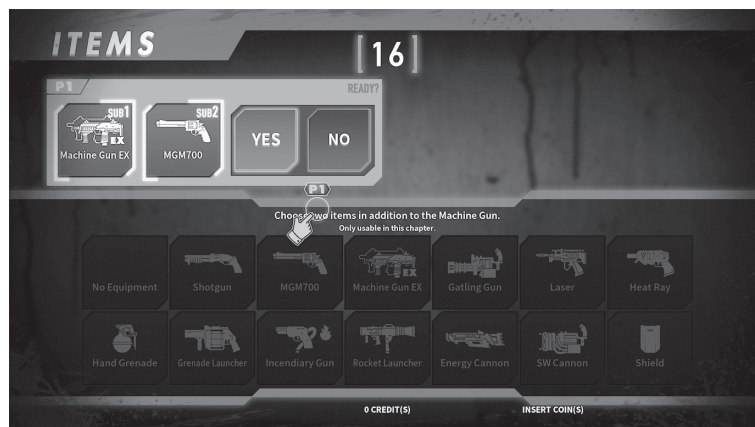 ITEMS
[16]
P1
READY?
SUB1
EX
Machine Gun EX
SUB2
MGM700
YES
NO
P1
Choose two items in addition to the Machine Gun.
Only usable in this chapter.
No Equipment
Shotgun
MGM700
EX
Machine Gun EX
Gatling Gun
Laser
Heat Ray
Hand Grenade
Grenade Launcher
Incendiary Gun
Rocket Launcher
Energy Cannon
SW Cannon
Shield
0 CREDIT(S)
INSERT COIN(S)